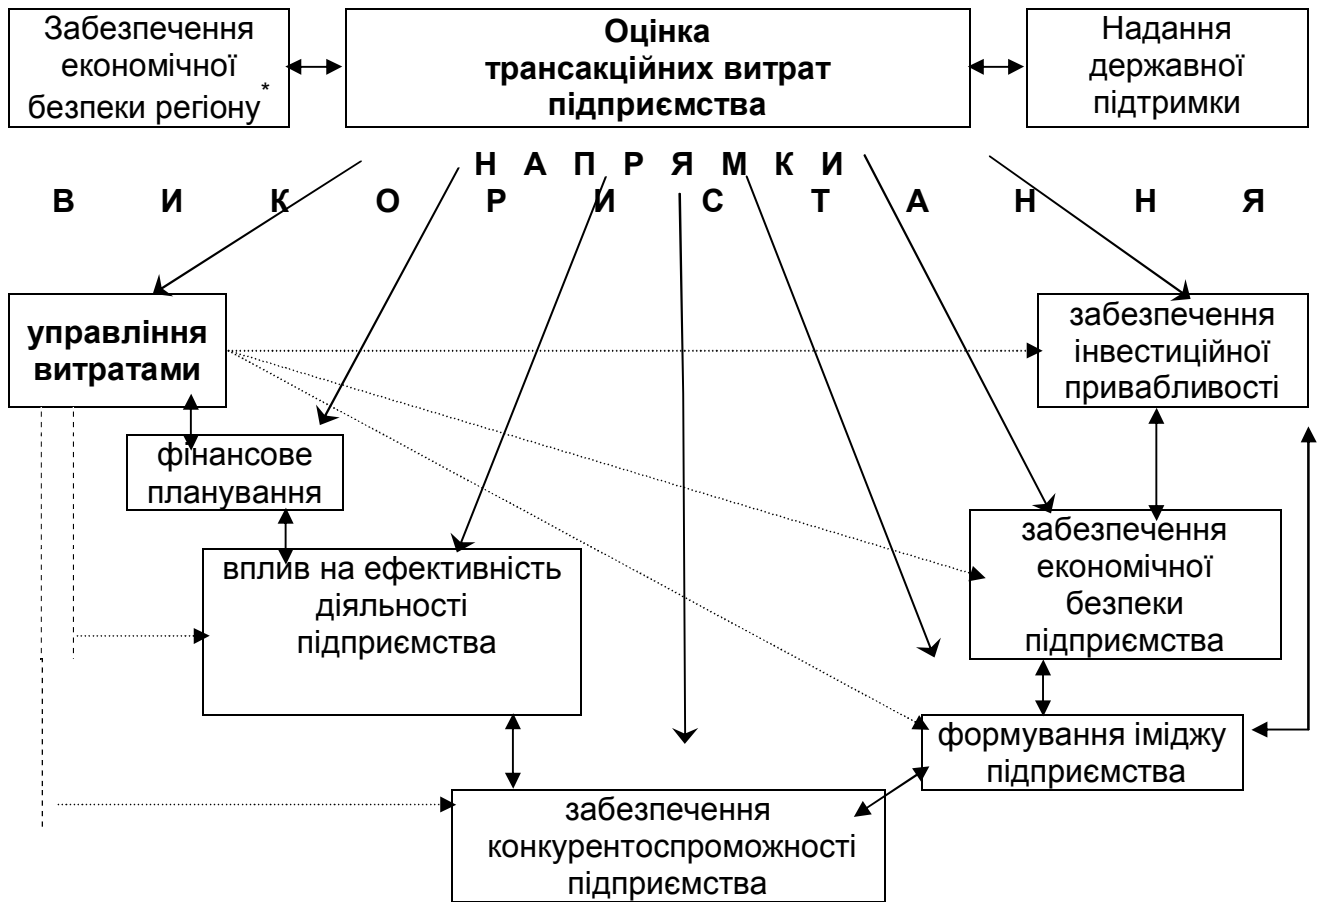 Забезпечення
економічної
безпеки регіону*
Оцінка
трансакційних витрат
підприємства
Надання
державної
підтримки
Н А П Р Я М К И
В И К О Р И С Т А Н Н Я
управління
витратами
забезпечення
інвестиційної
привабливості
фінансове
планування
вплив на ефективність
діяльності
підприємства
забезпечення
економічної
безпеки
підприємства
формування іміджу
підприємства
забезпечення
конкурентоспроможності
підприємства